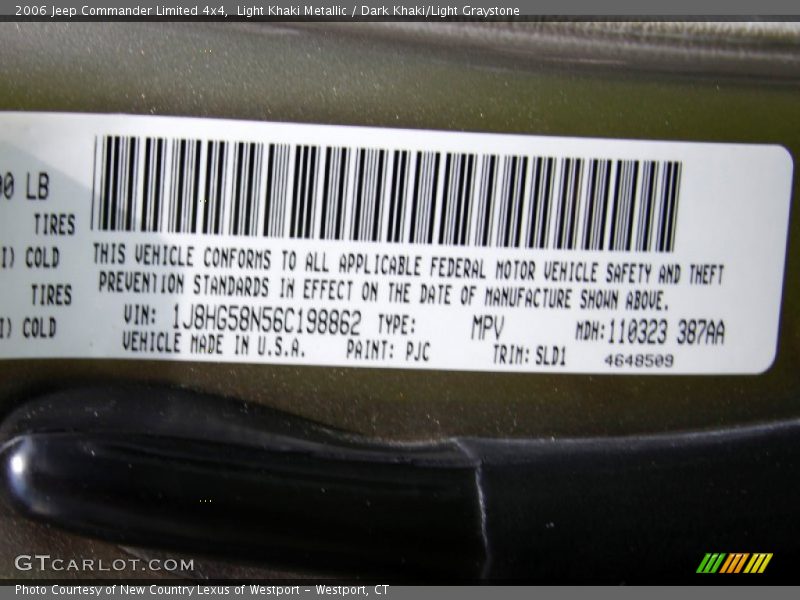 2006 Jeep Commander Limited 4x4,  Light Khaki Metallic / Dark Khaki/Light Graystone
00 LB
TIRES
I) COLD
TIRES
I) COLD
THIS VEHICLE CONFORMS TO ALL APPLICABLE FEDERAL MOTOR VEHICLE SAFETY AND THEFT
PREVENTION STANDARDS IN EFFECT ON THE DATE OF MANUFACTURE SHOWN ABOVE.
VIN: 1J8HG58N56C198862 TYPE: MPV MDH:110323 387AA
VEHICLE MADE IN U.S.A. PAINT: PJC TRIM: SLD1 4648509
GTCARLOT.COM
Photo Courtesy of New Country Lexus of Westport – Westport, CT